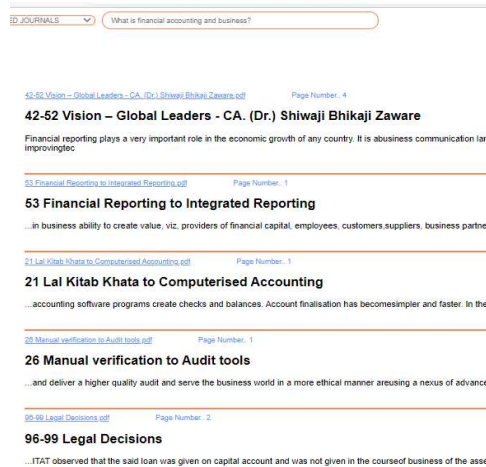 ED JOURNALS What is financial accounting and business?
42-52 Vision – Global Leaders - CA. (Dr.) Shiwaji Bhikaji Zaware.pdf Page Number.. 4
42-52 Vision – Global Leaders - CA. (Dr.) Shiwaji Bhikaji Zaware
Financial reporting plays a very important role in the economic growth of any country. It is abusiness communication lan
improvingtec
53 Financial Reporting to Integrated Reporting.pdf Page Number.. 1
53 Financial Reporting to Integrated Reporting
...in business ability to create value, viz, providers of financial capital, employees, customers,suppliers, business partne
21 Lal Kitab Khata to Computerised Accounting.pdf Page Number.. 1
21 Lal Kitab Khata to Computerised Accounting
...accounting software programs create checks and balances. Account finalisation has becomesimpler and faster. In the
26 Manual verification to Audit tools.pdf Page Number.. 1
26 Manual verification to Audit tools
...and deliver a higher quality audit and serve the business world in a more ethical manner areusing a nexus of advance
96-99 Legal Decisions.pdf Page Number.. 2
96-99 Legal Decisions
...ITAT observed that the said loan was given on capital account and was not given in the courseof business of the asse